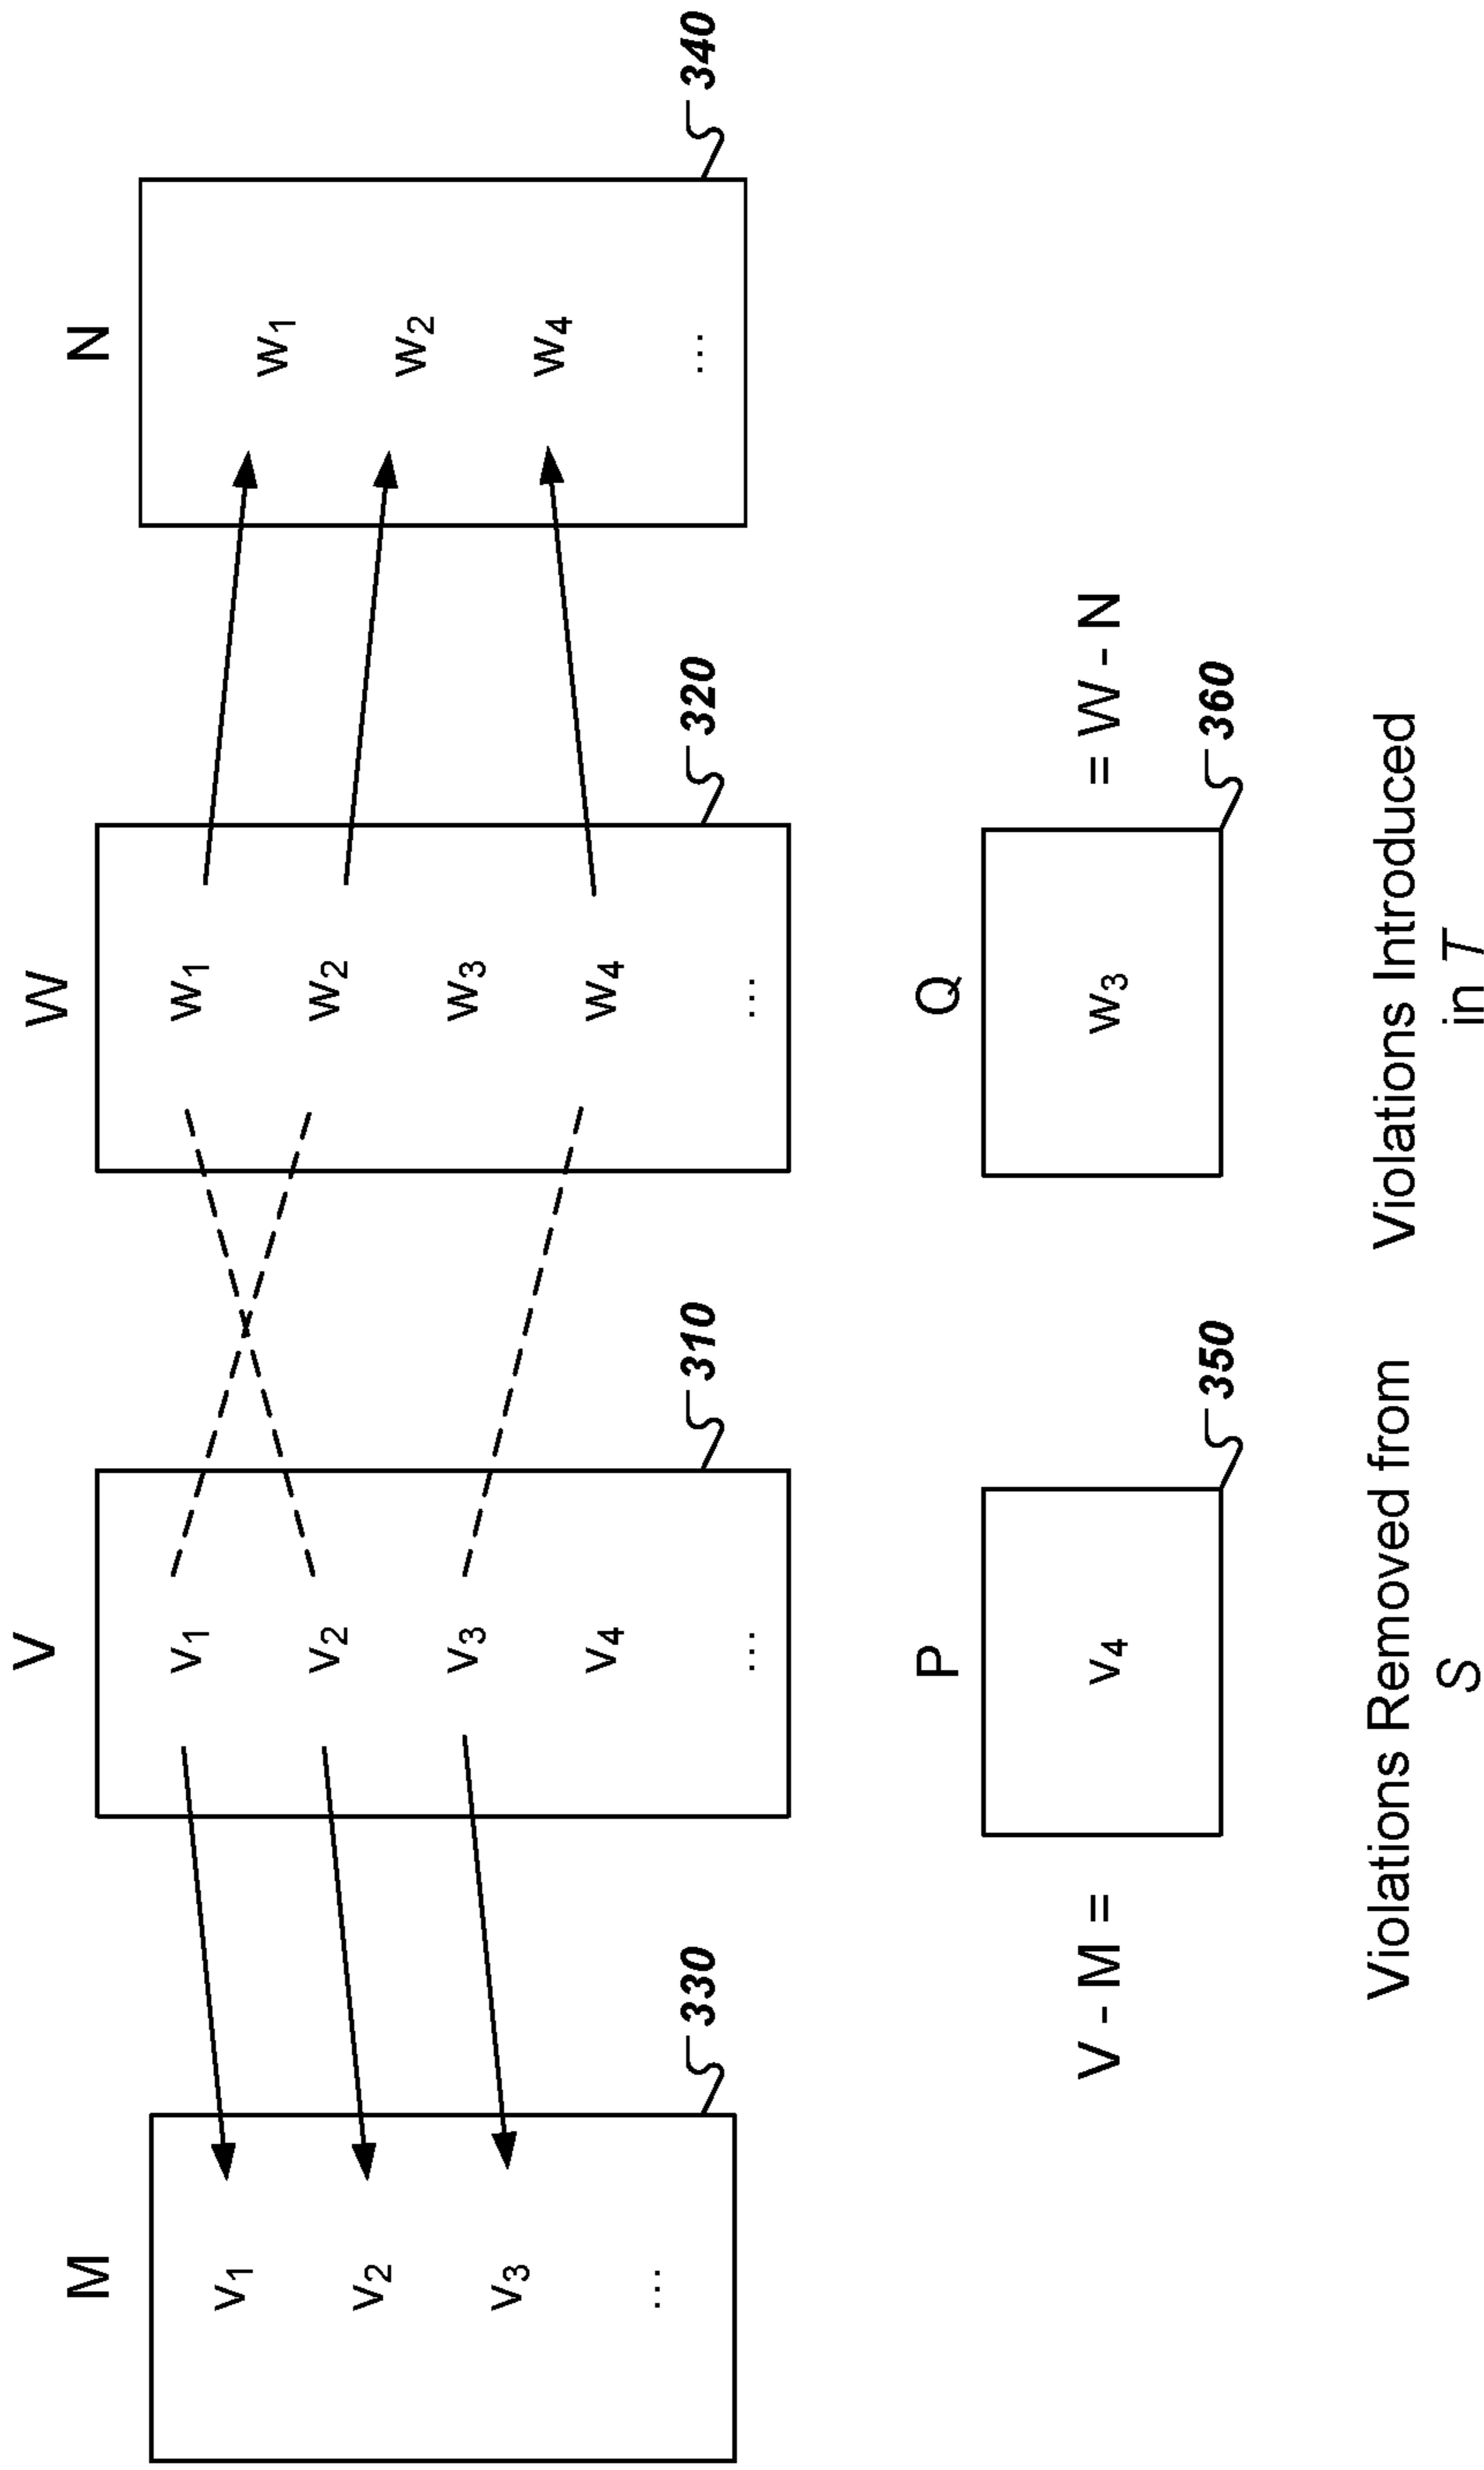 M
V
W
N
V1
V2
V3
...
330
V1
V2
V3
V4
...
310
W1
W2
W3
W4
...
320
W1
W2
W4
...
340
P
Q
V - M =
V4
350
W3
= W - N
360
Violations Removed from
S
Violations Introduced
in T